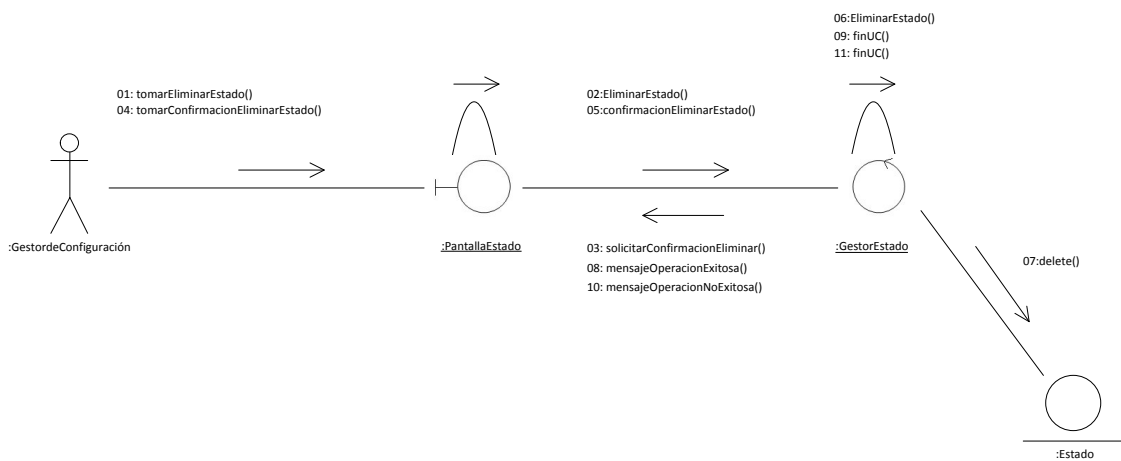 06:EliminarEstado()
09: finUC()
11: finUC()
01: tomarEliminarEstado()
04: tomarConfirmacionEliminarEstado()
02:EliminarEstado()
05:confirmacionEliminarEstado()
:GestordeConfiguración
:PantallaEstado
03: solicitarConfirmacionEliminar()
08: mensajeOperacionExitosa()
10: mensajeOperacionNoExitosa()
:GestorEstado
07:delete()
:Estado